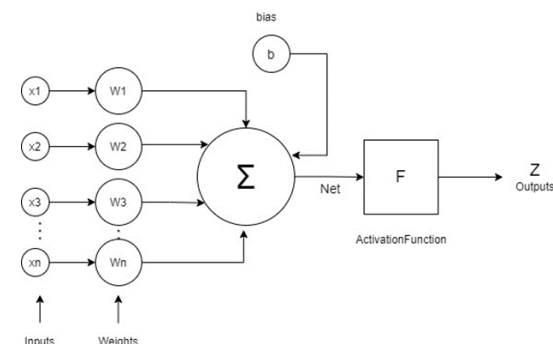 bias
b
x1
W1
x2
W2
Σ
F
Z
Outputs
Net
x3
W3
ActivationFunction
xn
Wn
Inputs
Weights